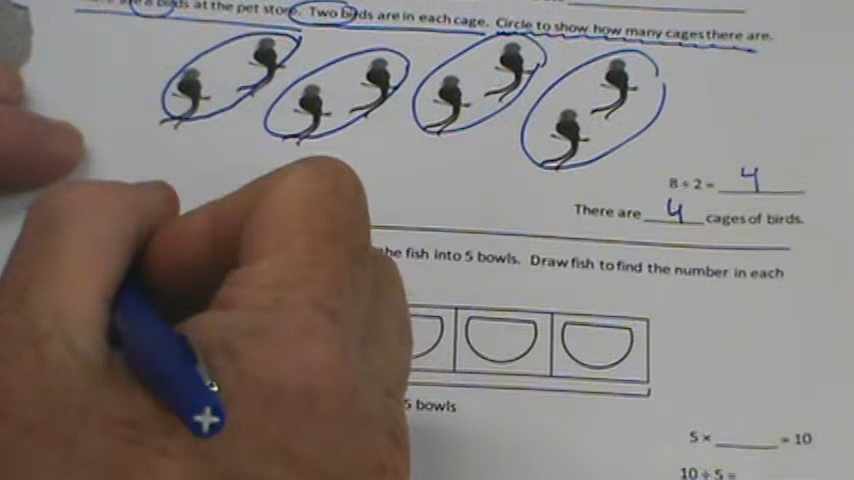 8 birds at the pet store. Two birds are in each cage. Circle to show how many cages there are.
8 ÷ 2 = 4
There are 4 cages of birds.
the fish into 5 bowls. Draw fish to find the number in each
5 bowls
5 × ______ = 10
10 ÷ 5 =